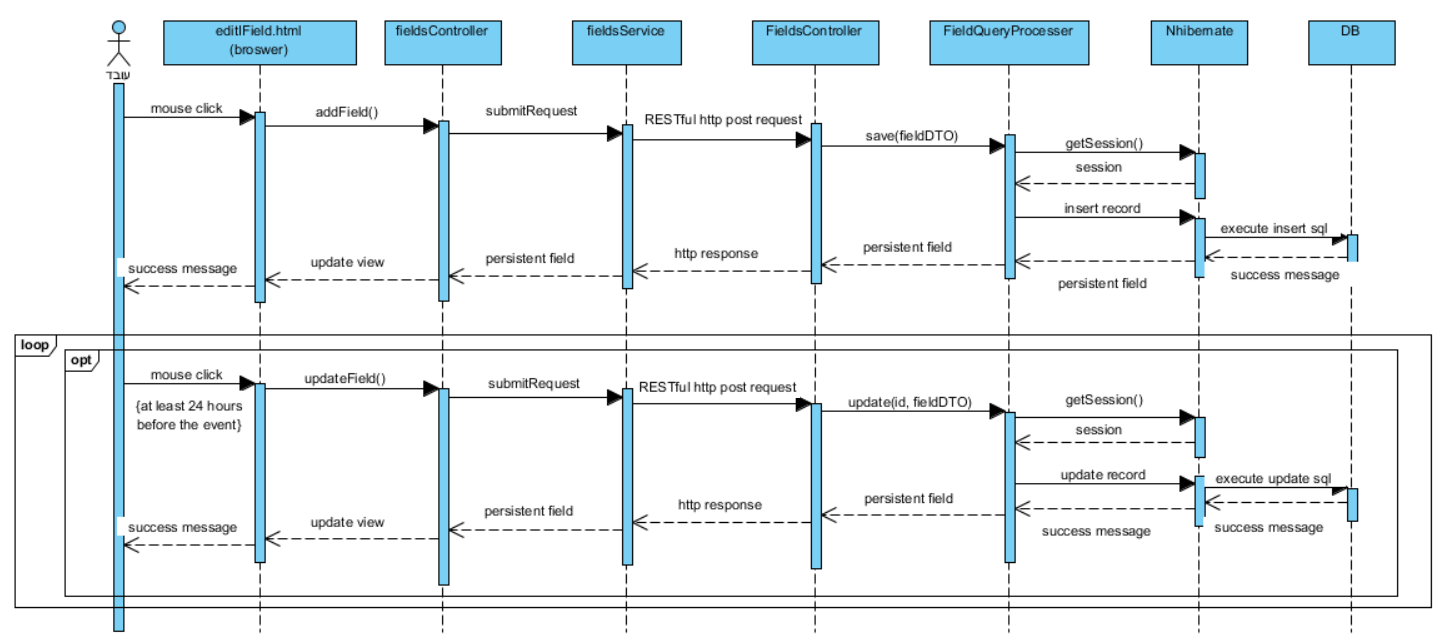 editIField.html
(broswer)
fieldsController
fieldsService
FieldsController
FieldQueryProcesser
Nhibernate
DB
עובד
mouse click
addField()
submitRequest
RESTful http post request
save(fieldDTO)
getSession()
session
insert record
execute insert sql
success message
update view
persistent field
http response
persistent field
persistent field
success message
loop
opt
mouse click
{at least 24 hours
before the event}
updateField()
submitRequest
RESTful http post request
update(id, fieldDTO)
getSession()
session
update record
execute update sql
success message
update view
persistent field
http response
persistent field
success message
success message